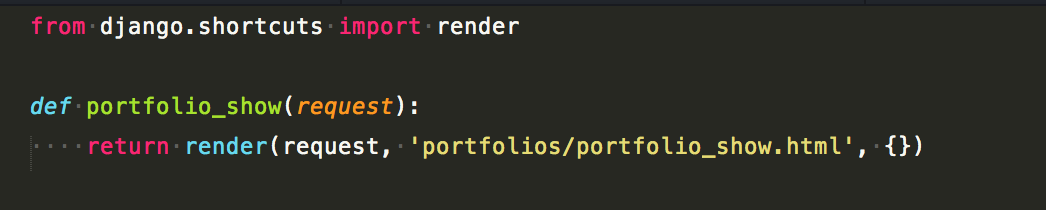 from django.shortcuts import render
def portfolio_show(request):
    return render(request, 'portfolios/portfolio_show.html', {})